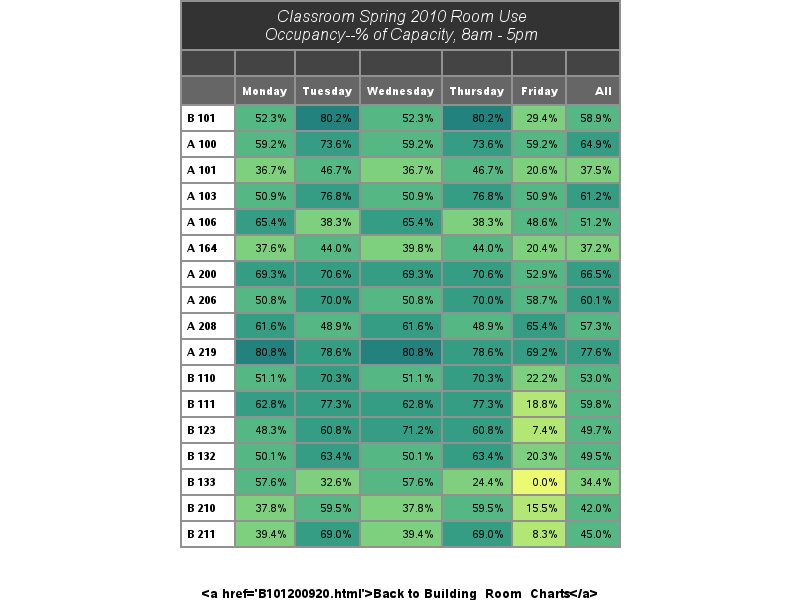 Classroom Spring 2010 Room Use
Occupancy--% of Capacity, 8am - 5pm
Monday Tuesday Wednesday Thursday Friday All
B 101 52.3% 80.2% 52.3% 80.2% 29.4% 58.9%
A 100 59.2% 73.6% 59.2% 73.6% 59.2% 64.9%
A 101 36.7% 46.7% 36.7% 46.7% 20.6% 37.5%
A 103 50.9% 76.8% 50.9% 76.8% 50.9% 61.2%
A 106 65.4% 38.3% 65.4% 38.3% 48.6% 51.2%
A 164 37.6% 44.0% 39.8% 44.0% 20.4% 37.2%
A 200 69.3% 70.6% 69.3% 70.6% 52.9% 66.5%
A 206 50.8% 70.0% 50.8% 70.0% 58.7% 60.1%
A 208 61.6% 48.9% 61.6% 48.9% 65.4% 57.3%
A 219 80.8% 78.6% 80.8% 78.6% 69.2% 77.6%
B 110 51.1% 70.3% 51.1% 70.3% 22.2% 53.0%
B 111 62.8% 77.3% 62.8% 77.3% 18.8% 59.8%
B 123 48.3% 60.8% 71.2% 60.8% 7.4% 49.7%
B 132 50.1% 63.4% 50.1% 63.4% 20.3% 49.5%
B 133 57.6% 32.6% 57.6% 24.4% 0.0% 34.4%
B 210 37.8% 59.5% 37.8% 59.5% 15.5% 42.0%
B 211 39.4% 69.0% 39.4% 69.0% 8.3% 45.0%
<a href='B101200920.html'>Back to Building_Room_Charts</a>